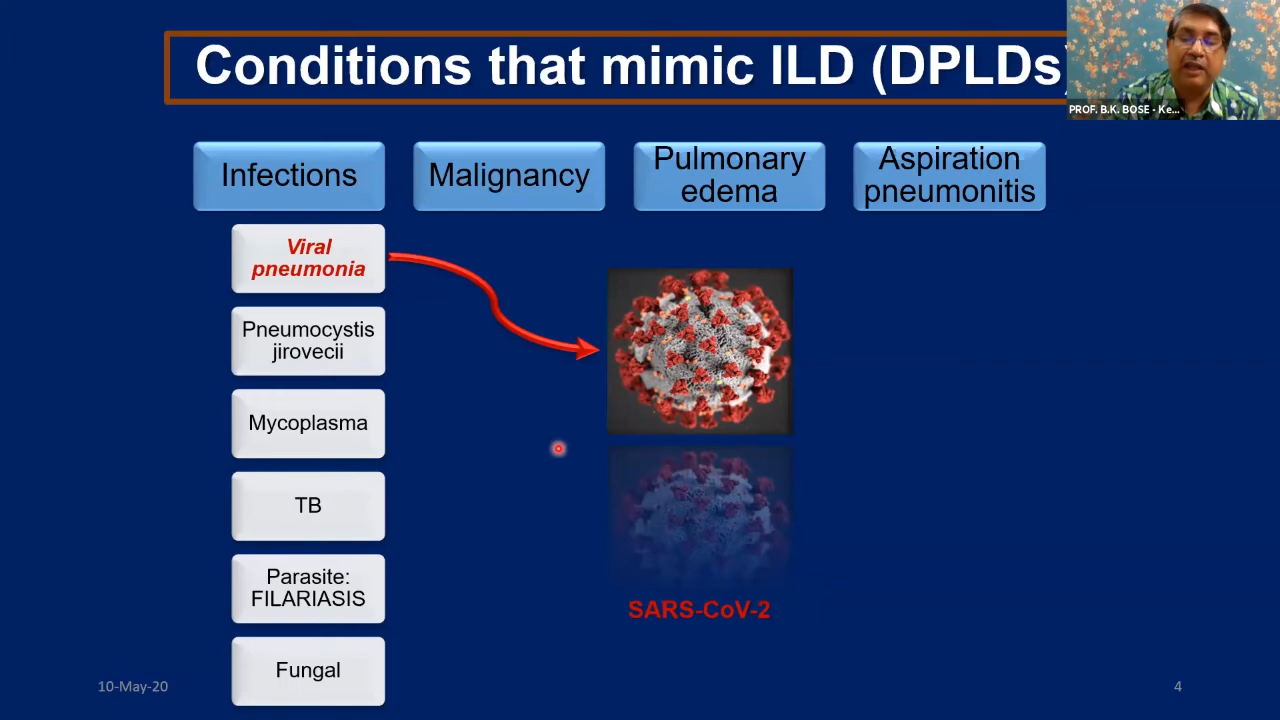 Conditions that mimic ILD (DPLDs)
PROF. B.K. BOSE - Ke...
Infections
Malignancy
Pulmonary
edema
Aspiration
pneumonitis
Viral
pneumonia
Pneumocystis
jirovecii
Mycoplasma
TB
Parasite:
FILARIASIS
Fungal
SARS-CoV-2
10-May-20
4